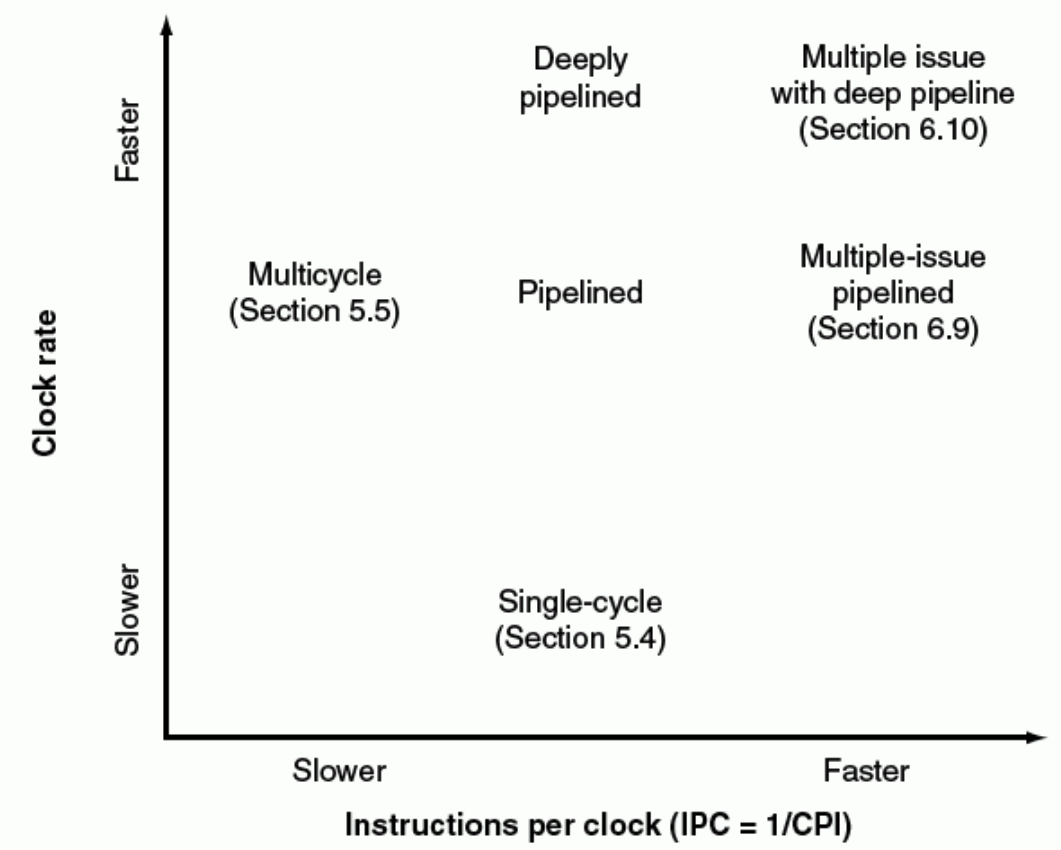 Deeply
pipelined
Multiple issue
with deep pipeline
(Section 6.10)
Faster
Multicycle
(Section 5.5)
Pipelined
Multiple-issue
pipelined
(Section 6.9)
Clock rate
Slower
Single-cycle
(Section 5.4)
Slower
Faster
Instructions per clock (IPC = 1/CPI)